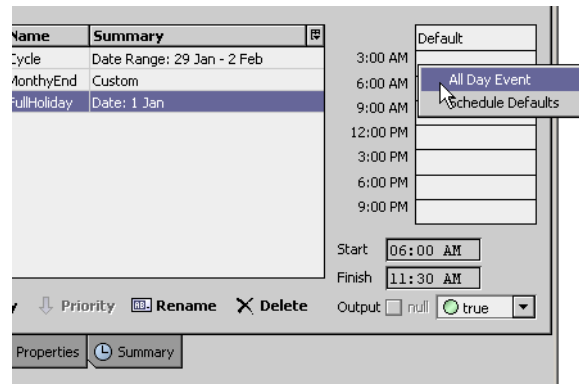 Name Summary Default
Cycle Date Range: 29 Jan - 2 Feb
MonthyEnd Custom
FullHoliday Date: 1 Jan
3:00 AM
6:00 AM
9:00 AM
12:00 PM
3:00 PM
6:00 PM
9:00 PM
All Day Event
Schedule Defaults
Start 06:00 AM
Finish 11:30 AM
Output null true
y Priority Rename Delete
Properties Summary